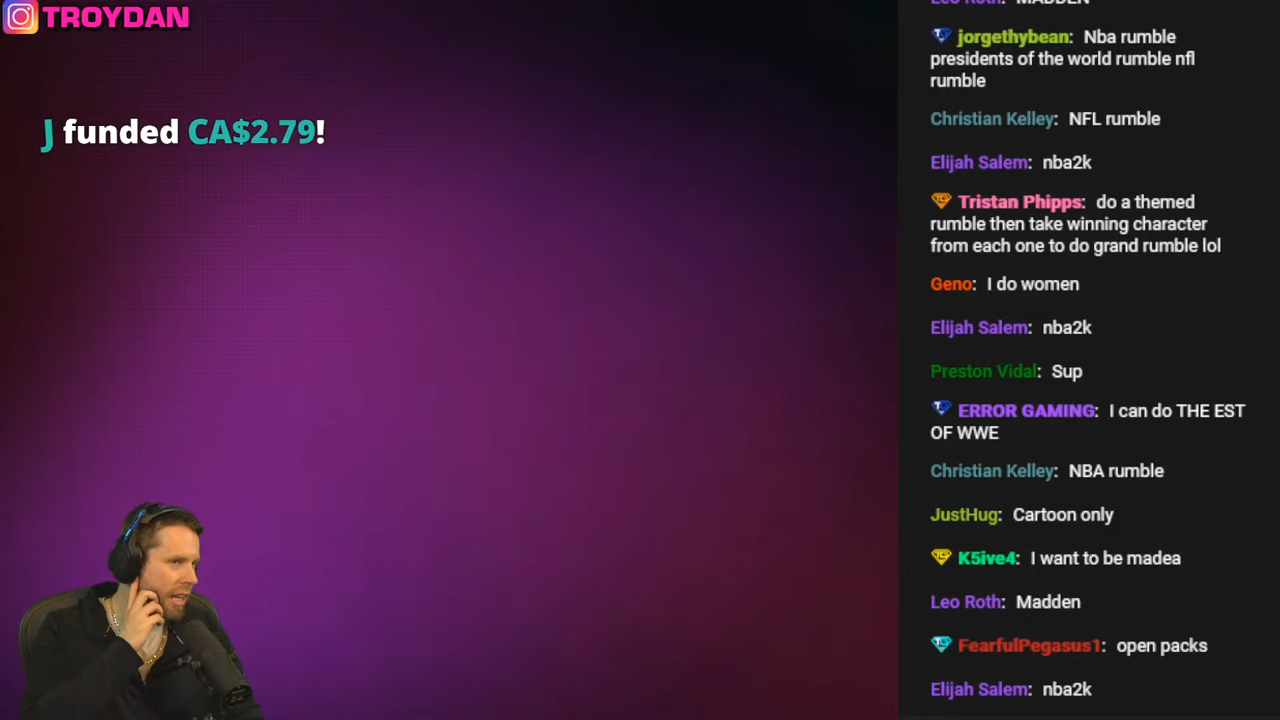 TROYDAN
J funded CA$2.79!
Leo Roth: MADDEN
jorgethybean: Nba rumble
presidents of the world rumble nfl
rumble
Christian Kelley: NFL rumble
Elijah Salem: nba2k
Tristan Phipps: do a themed
rumble then take winning character
from each one to do grand rumble lol
Geno: I do women
Elijah Salem: nba2k
Preston Vidal: Sup
ERROR GAMING: I can do THE EST
OF WWE
Christian Kelley: NBA rumble
JustHug: Cartoon only
K5ive4: I want to be madea
Leo Roth: Madden
FearfulPegasus1: open packs
Elijah Salem: nba2k